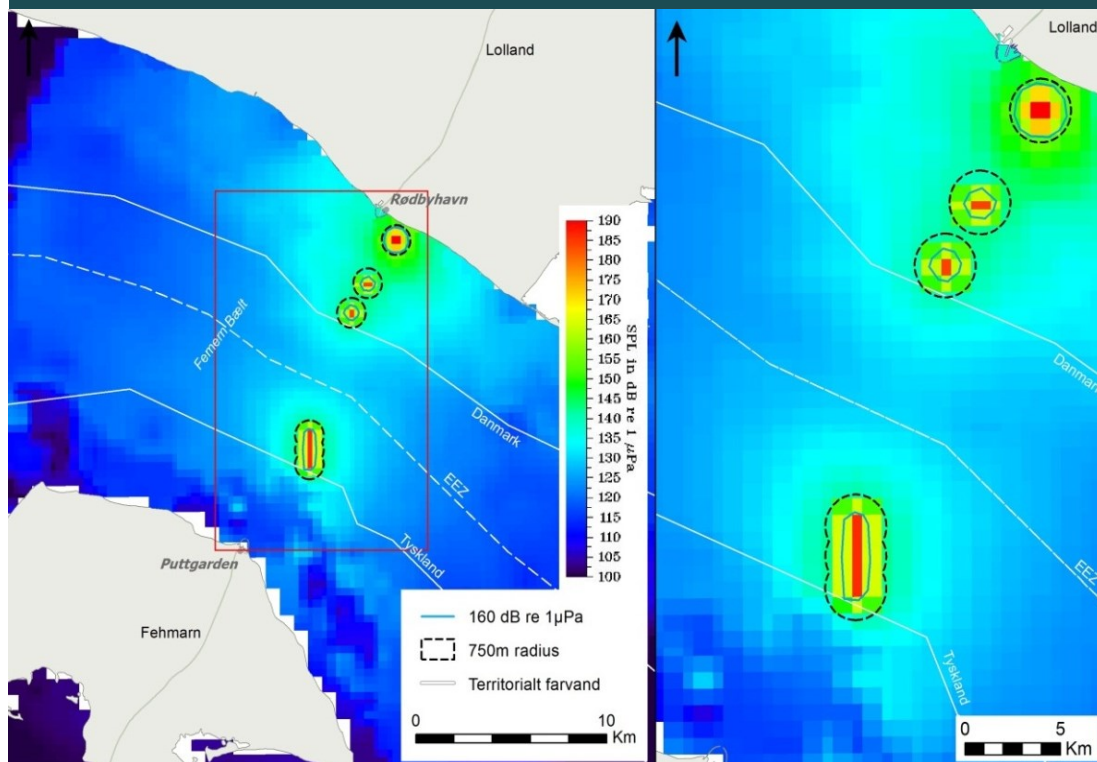 Lolland
Rødbyhavn
Femern Bælt
Danmark
EEZ
Tyskland
Puttgarden
Fehmarn
SPL in dB re 1 µPa
190
185
180
175
170
165
160
155
150
145
140
135
130
125
120
115
110
105
100
160 dB re 1µPa
750m radius
Territorialt farvand
0 10
Km
Lolland
Danmark
EEZ
Tyskland
0 5
Km